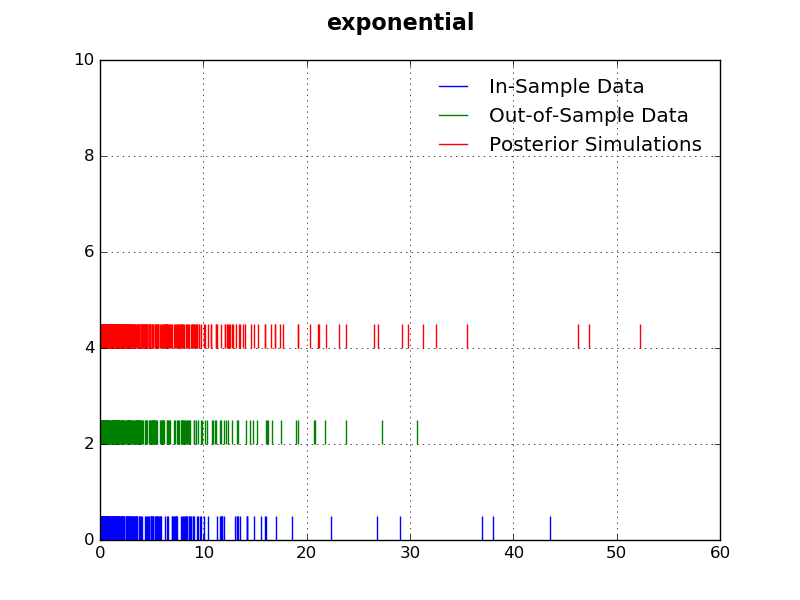 exponential
In-Sample Data
Out-of-Sample Data
Posterior Simulations
10
8
6
4
2
0
0 10 20 30 40 50 60